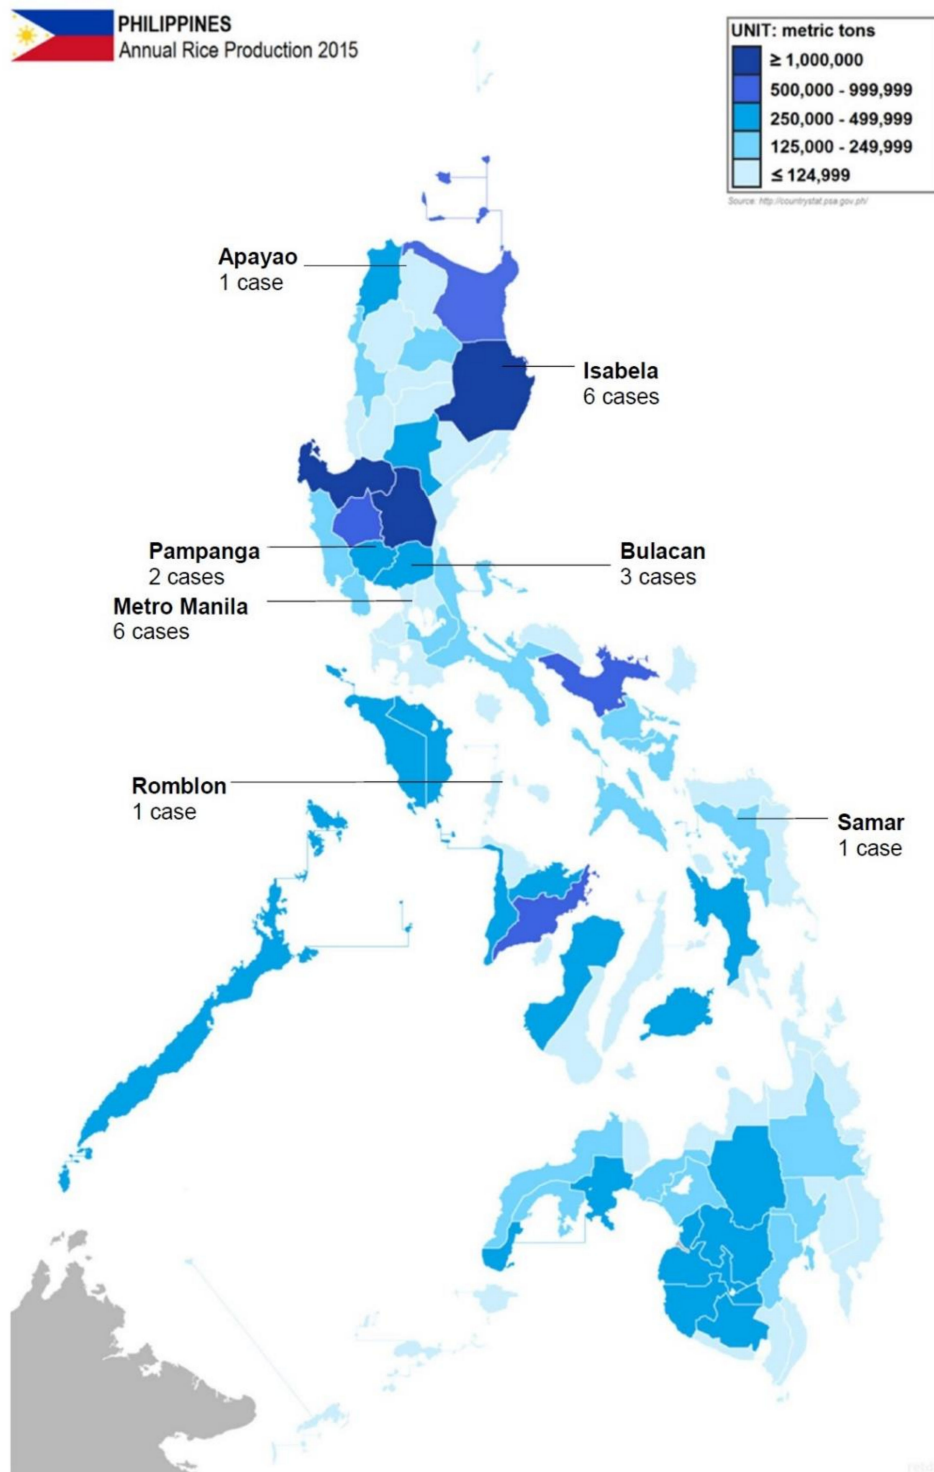 PHILIPPINES
Annual Rice Production 2015
UNIT: metric tons
≥ 1,000,000
500,000 - 999,999
250,000 - 499,999
125,000 - 249,999
≤ 124,999
Source: http://countrystat.psa.gov.ph/
Apayao
1 case
Isabela
6 cases
Pampanga
2 cases
Bulacan
3 cases
Metro Manila
6 cases
Romblon
1 case
Samar
1 case